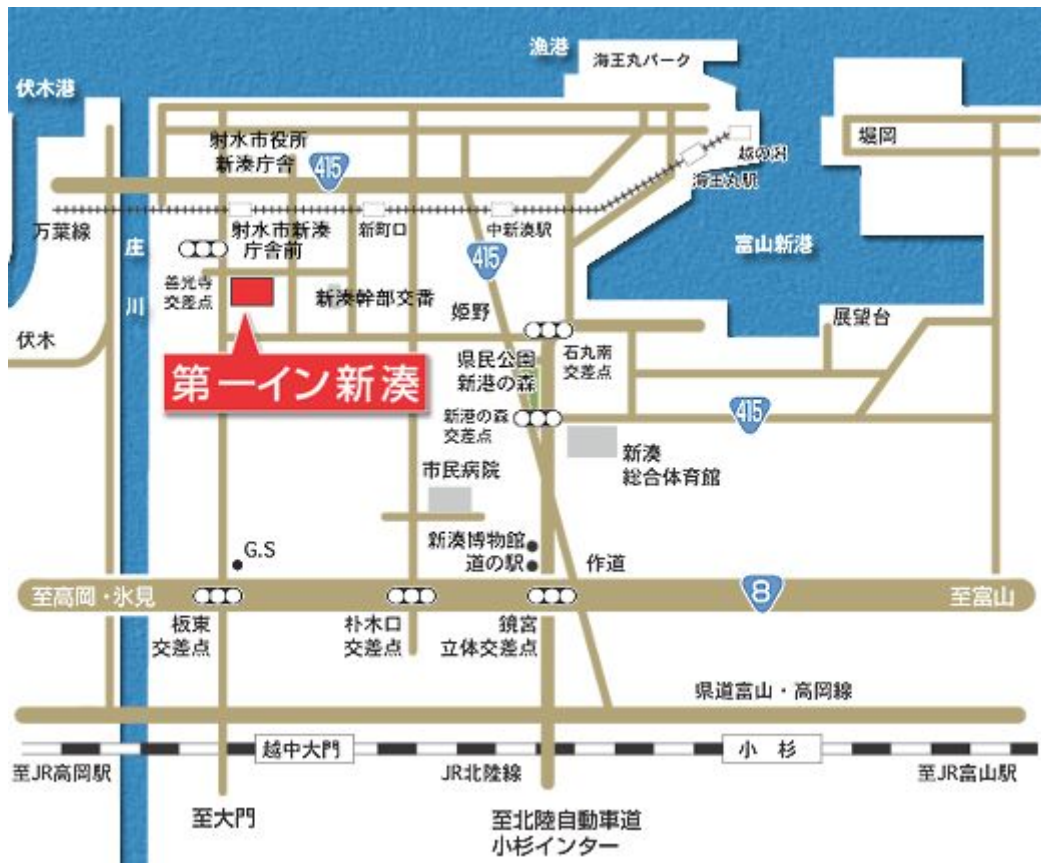 漁港
海王丸パーク
伏木港
射水市役所
新湊庁舎
415
堀岡
越の潟
海王丸駅
万葉線
庄
川
射水市新湊
庁舎前
新町口
中新湊駅
415
富山新港
善光寺
交差点
新湊幹部交番
姫野
展望台
伏木
第一イン新湊
県民公園
新港の森
石丸南
交差点
新港の森
交差点
415
新湊
総合体育館
市民病院
G.S
新湊博物館
道の駅
作道
至高岡・氷見
8
至富山
板東
交差点
朴木口
交差点
鏡宮
立体交差点
県道富山・高岡線
越中大門
小杉
至JR高岡駅
JR北陸線
至JR富山駅
至大門
至北陸自動車道
小杉インター